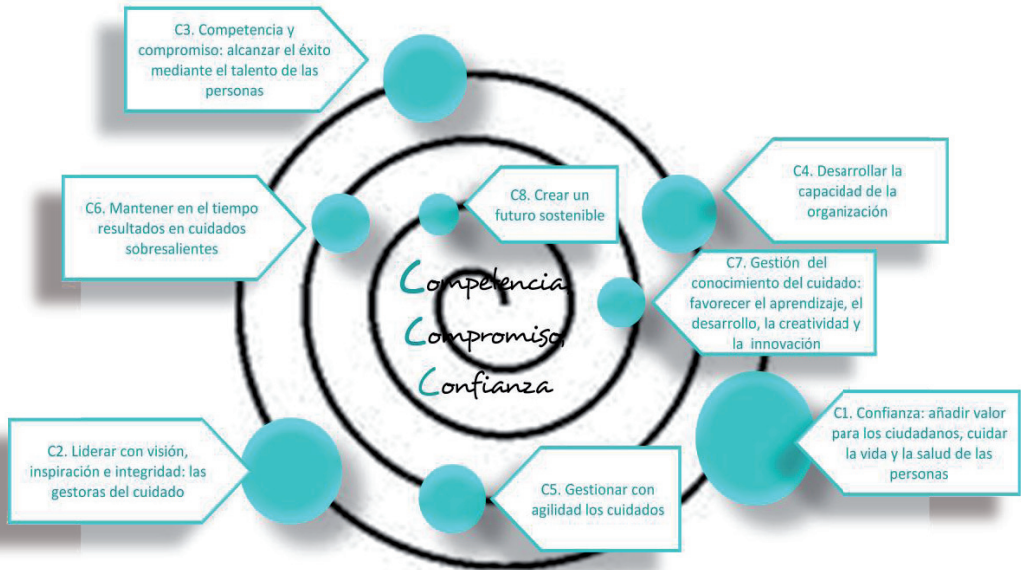 C3. Competencia y
compromiso: alcanzar el éxito
mediante el talento de las
personas
C4. Desarrollar la
capacidad de la
organización
C8. Crear un
futuro sostenible
C6. Mantener en el tiempo
resultados en cuidados
sobresalientes
C7. Gestión del
conocimiento del cuidado:
favorecer el aprendizaje, el
desarrollo, la creatividad y
la innovación
Competencia,
Compromiso,
Confianza
C1. Confianza: añadir valor
para los ciudadanos, cuidar
la vida y la salud de las
personas
C2. Liderar con visión,
inspiración e integridad: las
gestoras del cuidado
C5. Gestionar con
agilidad los cuidados